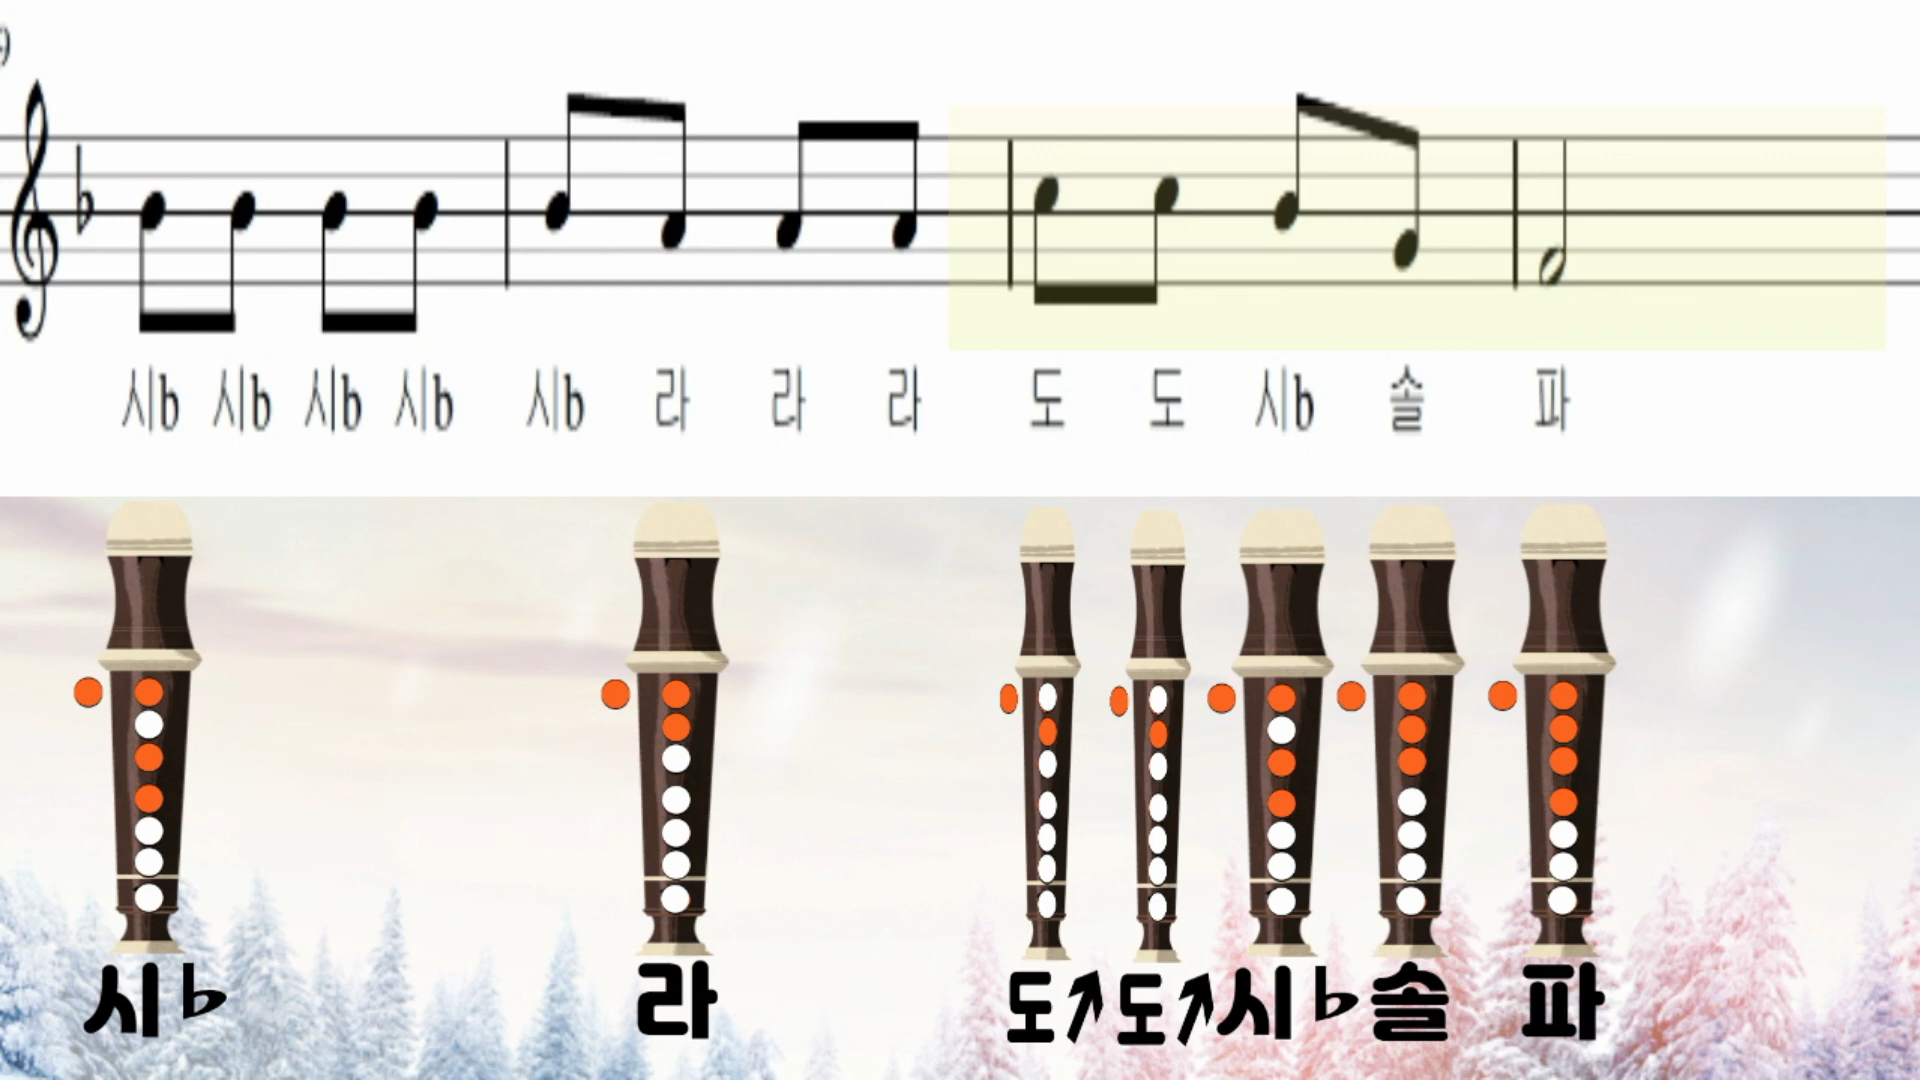 시b 시b 시b 시b 시b 라 라 라 도 도 시b 솔 파
시♭ 라 도↗ 도↗ 시♭ 솔 파